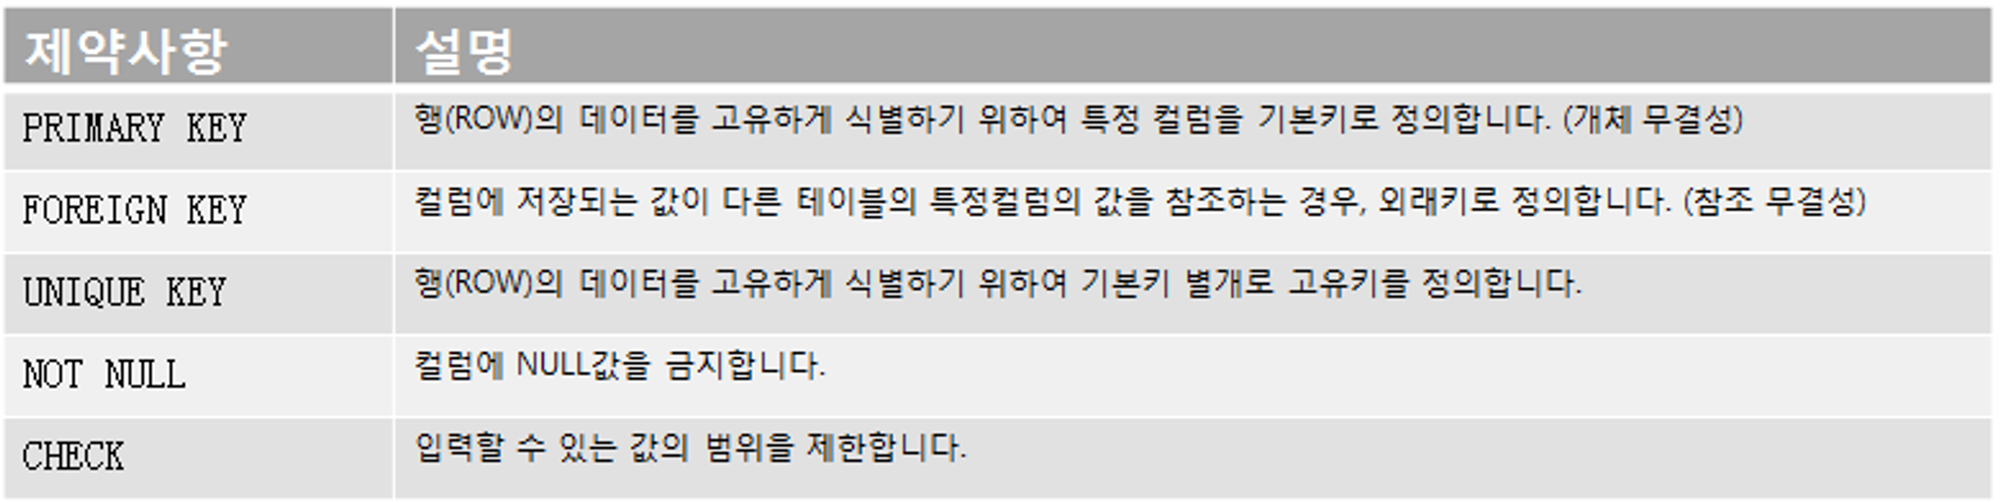 제약사항 설명
PRIMARY KEY 행(ROW)의 데이터를 고유하게 식별하기 위하여 특정 컬럼을 기본키로 정의합니다. (개체 무결성)
FOREIGN KEY 컬럼에 저장되는 값이 다른 테이블의 특정컬럼의 값을 참조하는 경우, 외래키로 정의합니다. (참조 무결성)
UNIQUE KEY 행(ROW)의 데이터를 고유하게 식별하기 위하여 기본키 별개로 고유키를 정의합니다.
NOT NULL 컬럼에 NULL값을 금지합니다.
CHECK 입력할 수 있는 값의 범위을 제한합니다.